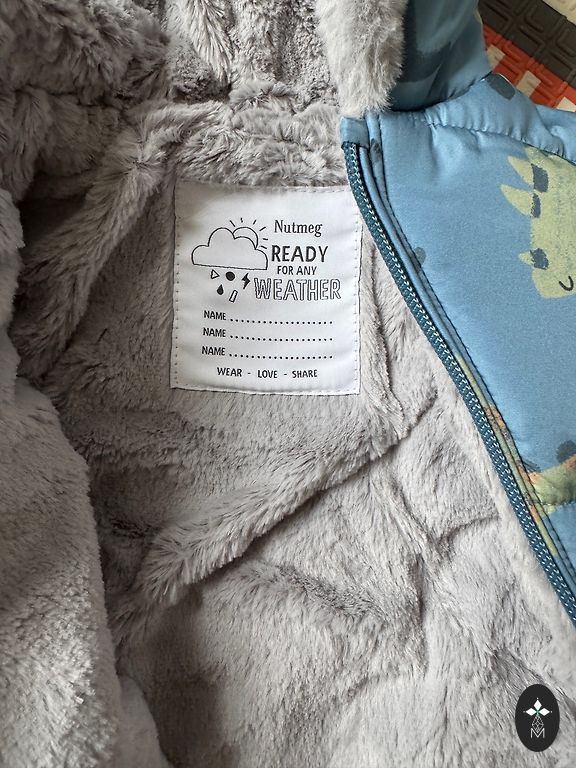 Nutmeg
READY
FOR ANY
WEATHER
NAME ........................
NAME ........................
NAME ........................
WEAR - LOVE - SHARE
M